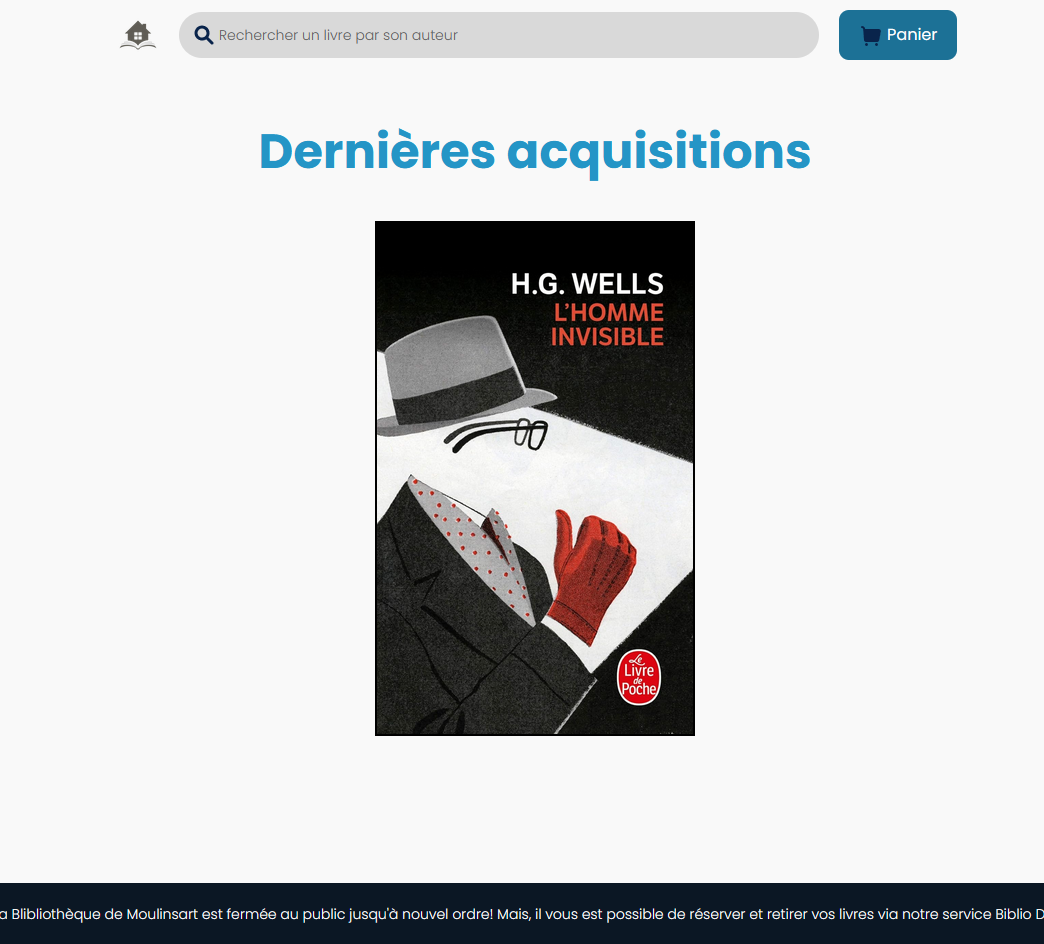 Rechercher un livre par son auteur
Panier
Dernières acquisitions
H.G. WELLS
L'HOMME
INVISIBLE
Le
Livre
de
Poche
a Blibliothèque de Moulinsart est fermée au public jusqu'à nouvel ordre! Mais, il vous est possible de réserver et retirer vos livres via notre service Biblio D